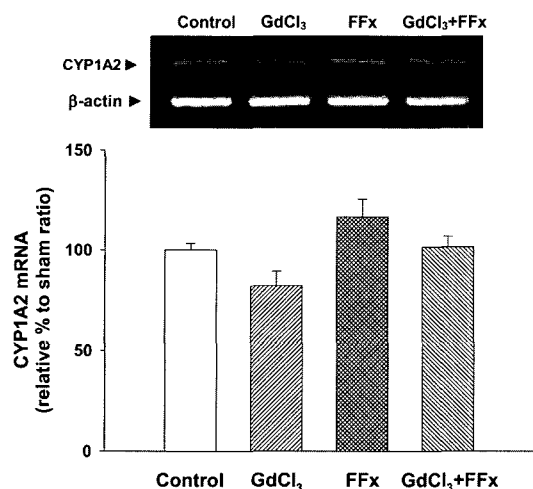 Control GdCl₃ FFx GdCl₃+FFx
CYP1A2 ►
β-actin ►
CYP1A2 mRNA
(relative % to sham ratio)
150
100
50
0
Control GdCl₃ FFx GdCl₃+FFx